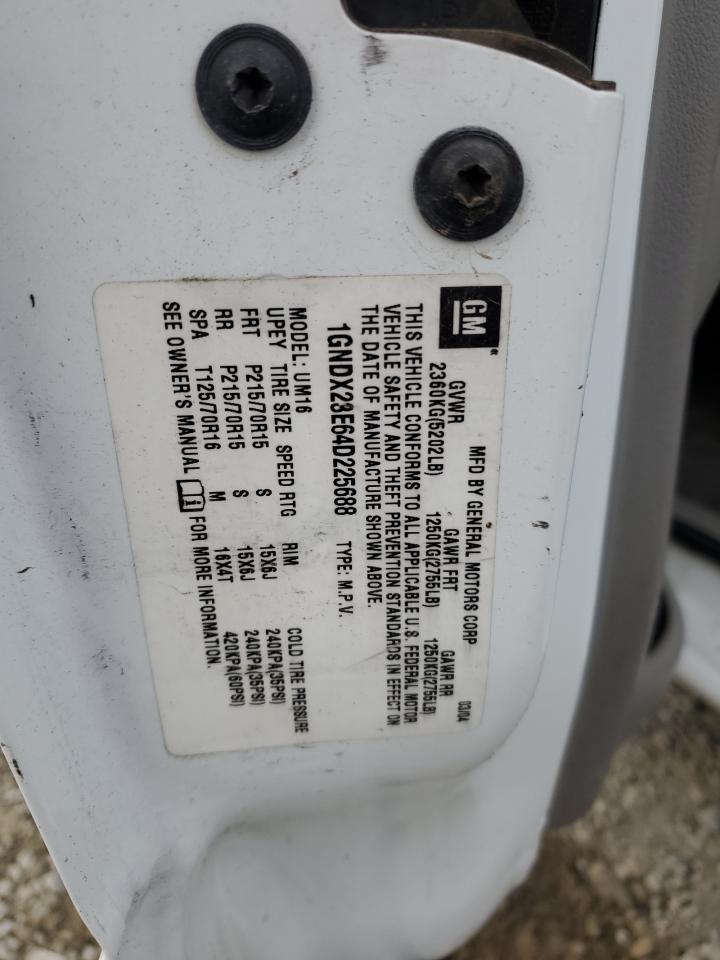 GM
MFD BY GENERAL MOTORS CORP 03/04
GVWR GAWR FRT GAWR RR
2360KG(5202LB) 1250KG(2755LB) 1250KG(2755LB)
THIS VEHICLE CONFORMS TO ALL APPLICABLE U.S. FEDERAL MOTOR
VEHICLE SAFETY AND THEFT PREVENTION STANDARDS IN EFFECT ON
THE DATE OF MANUFACTURE SHOWN ABOVE.
1GNDX23E64D225688 TYPE: M.P.V.
MODEL: UM16
UPEY TIRE SIZE SPEED RTG RIM COLD TIRE PRESSURE
FRT P215/70R15 S 15X6J 240KPA(35PSI)
RR P215/70R15 S 15X6J 240KPA(35PSI)
SPA T125/70R16 M 16X4T 420KPA(60PSI)
SEE OWNER'S MANUAL FOR MORE INFORMATION.